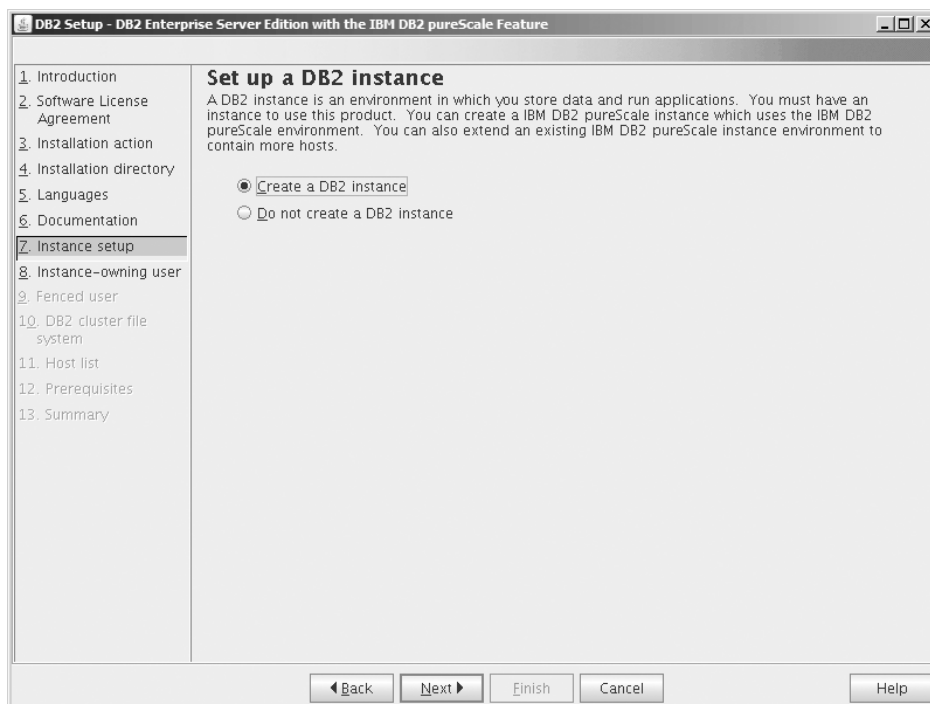 DB2 Setup - DB2 Enterprise Server Edition with the IBM DB2 pureScale Feature
1. Introduction
2. Software License
Agreement
3. Installation action
4. Installation directory
5. Languages
6. Documentation
7. Instance setup
8. Instance-owning user
9. Fenced user
10. DB2 cluster file
system
11. Host list
12. Prerequisites
13. Summary
Set up a DB2 instance
A DB2 instance is an environment in which you store data and run applications. You must have an
instance to use this product. You can create a IBM DB2 pureScale instance which uses the IBM DB2
pureScale environment. You can also extend an existing IBM DB2 pureScale instance environment to
contain more hosts.
Create a DB2 instance
Do not create a DB2 instance
Back
Next
Finish
Cancel
Help